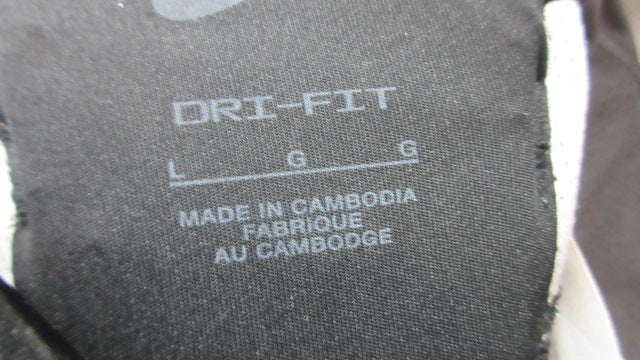 DRI-FIT
L G G
MADE IN CAMBODIA
FABRIQUE
AU CAMBODGE